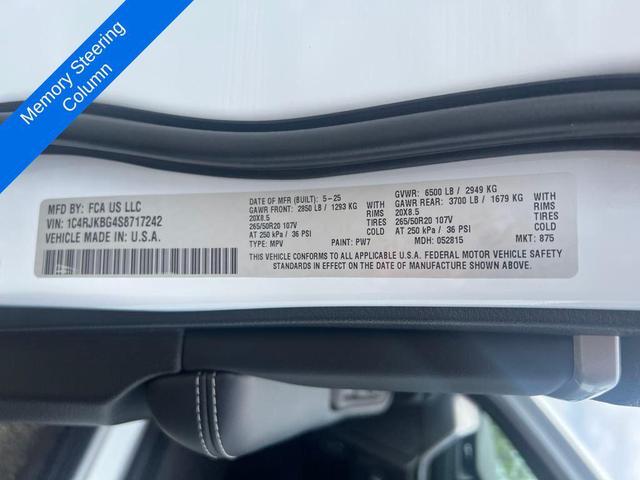 Memory Steering
Column
MFD BY: FCA US LLC
VIN: 1C4RJKBG4S8717242
VEHICLE MADE IN: U.S.A.
DATE OF MFR (BUILT): 5-25
GAWR FRONT: 2850 LB / 1293 KG WITH
20X8.5 RIMS
265/50R20 107V TIRES
AT 250 kPa / 36 PSI COLD
TYPE: MPV PAINT: PW7
GVWR: 6500 LB / 2949 KG
GAWR REAR: 3700 LB / 1679 KG WITH
20X8.5 RIMS
265/50R20 107V TIRES
AT 250 kPa / 36 PSI COLD
MDH: 052815 MKT: 875
THIS VEHICLE CONFORMS TO ALL APPLICABLE U.S.A. FEDERAL MOTOR VEHICLE SAFETY
STANDARDS IN EFFECT ON THE DATE OF MANUFACTURE SHOWN ABOVE.